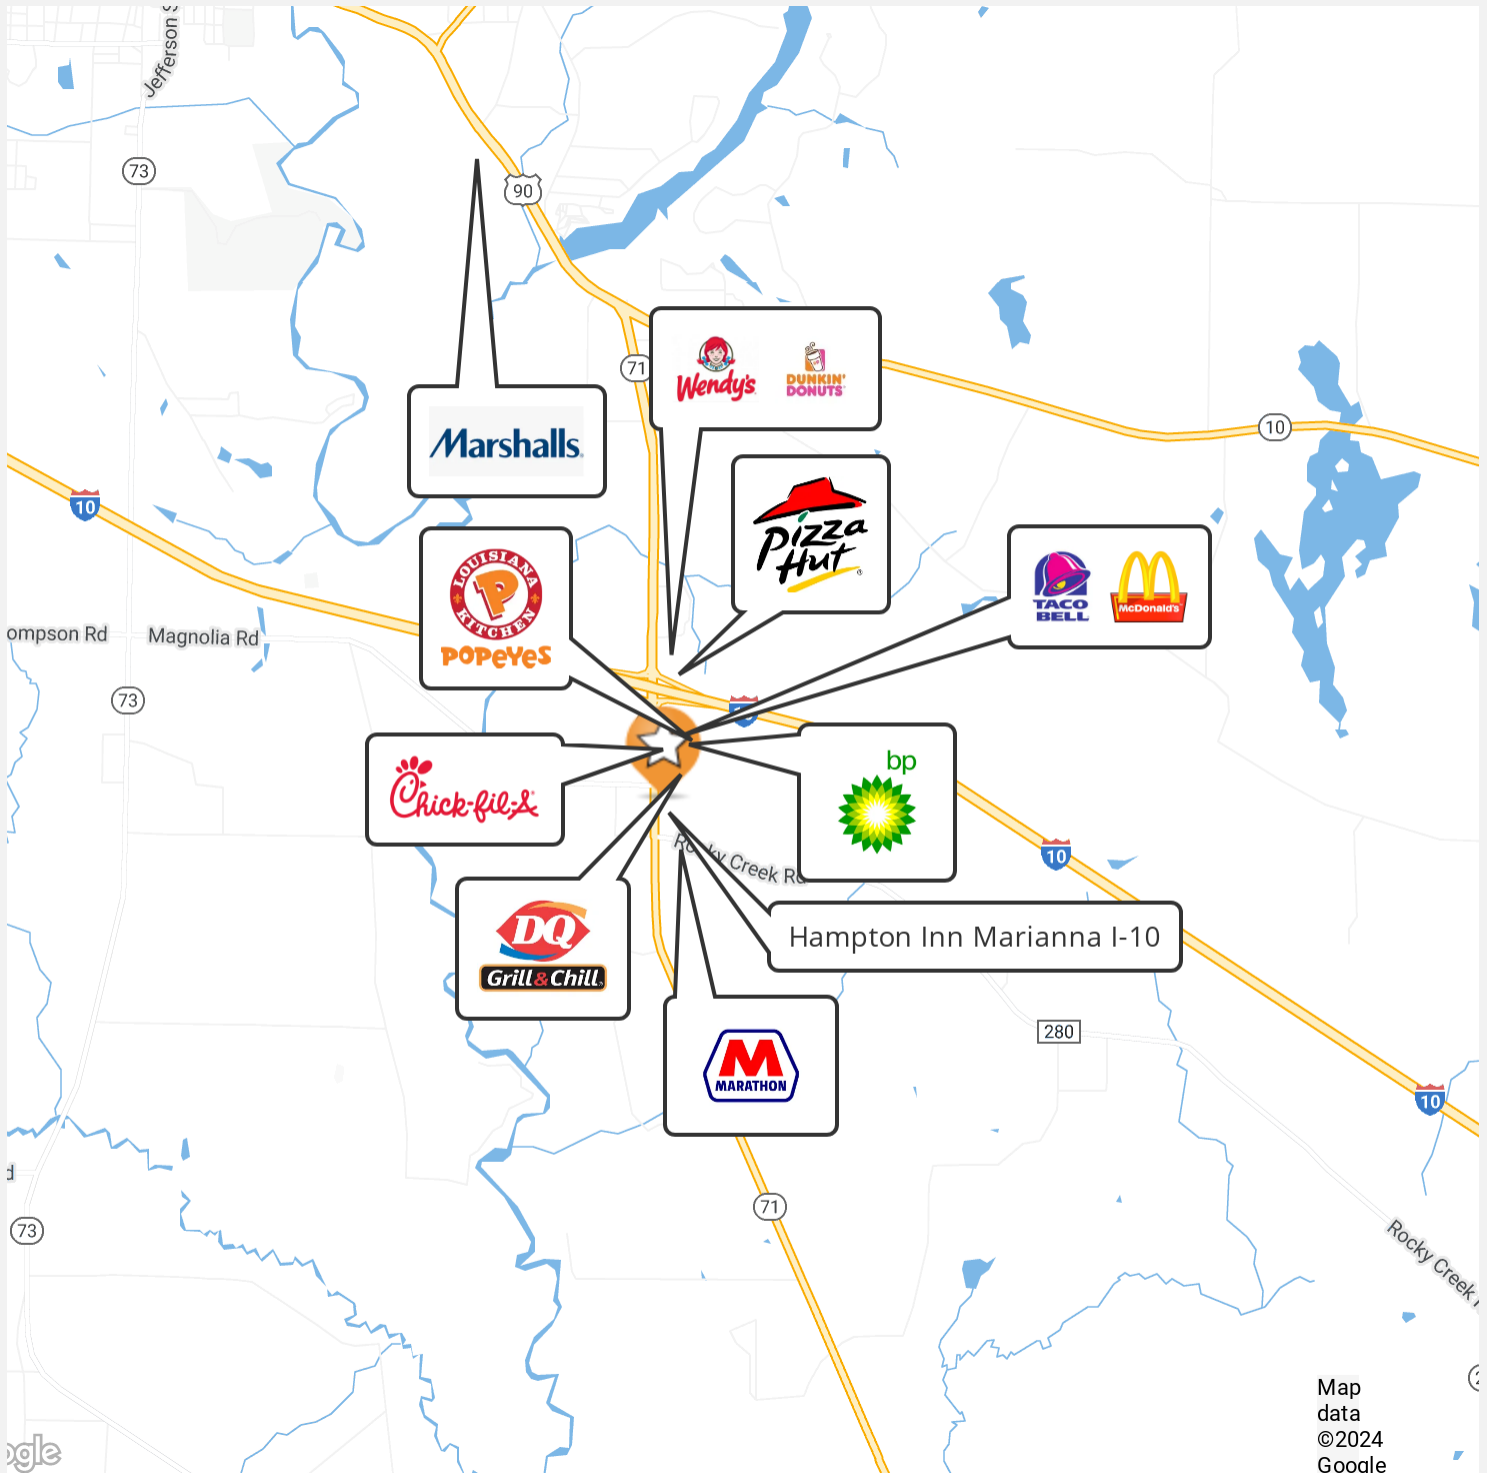 Jefferson S
73
90
71
Wendy's
DUNKIN'
DONUTS
10
Marshalls
10
LOUISIANA
KITCHEN
POPEYES
Pizza
Hut
TACO
BELL
McDonald's
ompson Rd
Magnolia Rd
73
Chick-fil-A
bp
Rocky Creek Rd
10
DQ
Grill & Chill
Hampton Inn Marianna I-10
280
M
MARATHON
10
d
73
71
Rocky Creek
Map
data
©2024
Google
ogle